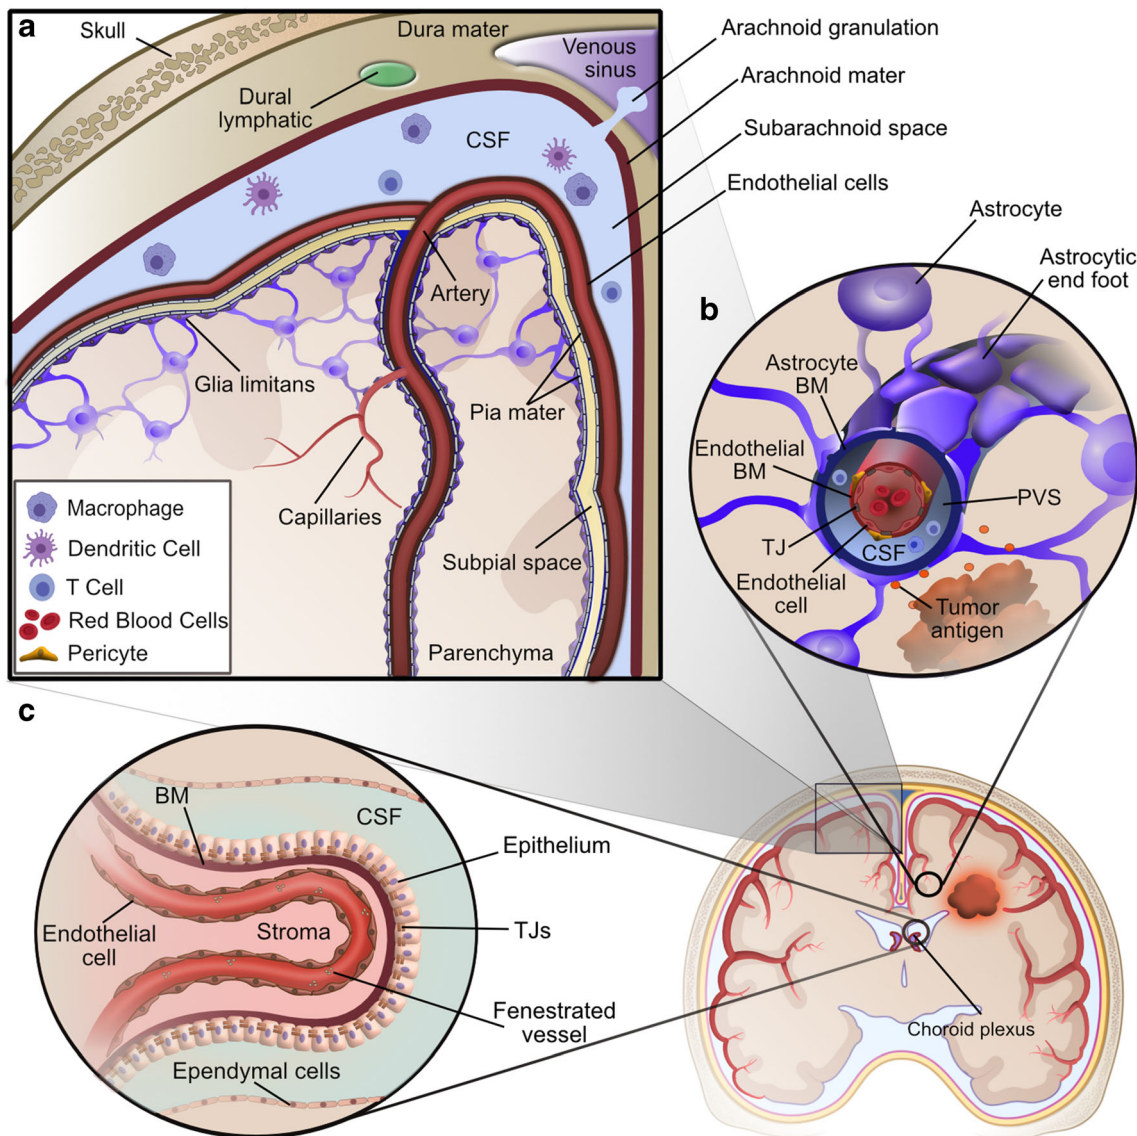 a
Skull
Dura mater
Venous
sinus
Dural
lymphatic
CSF
Arachnoid granulation
Arachnoid mater
Subarachnoid space
Endothelial cells
Artery
Glia limitans
Pia mater
Capillaries
Subpial space
Parenchyma
Macrophage
Dendritic Cell
T Cell
Red Blood Cells
Pericyte
b
Astrocyte
Astrocytic
end foot
Astrocyte
BM
Endothelial
BM
PVS
TJ
CSF
Endothelial
cell
Tumor
antigen
c
BM
CSF
Epithelium
Endothelial
cell
Stroma
TJs
Fenestrated
vessel
Ependymal cells
Choroid plexus